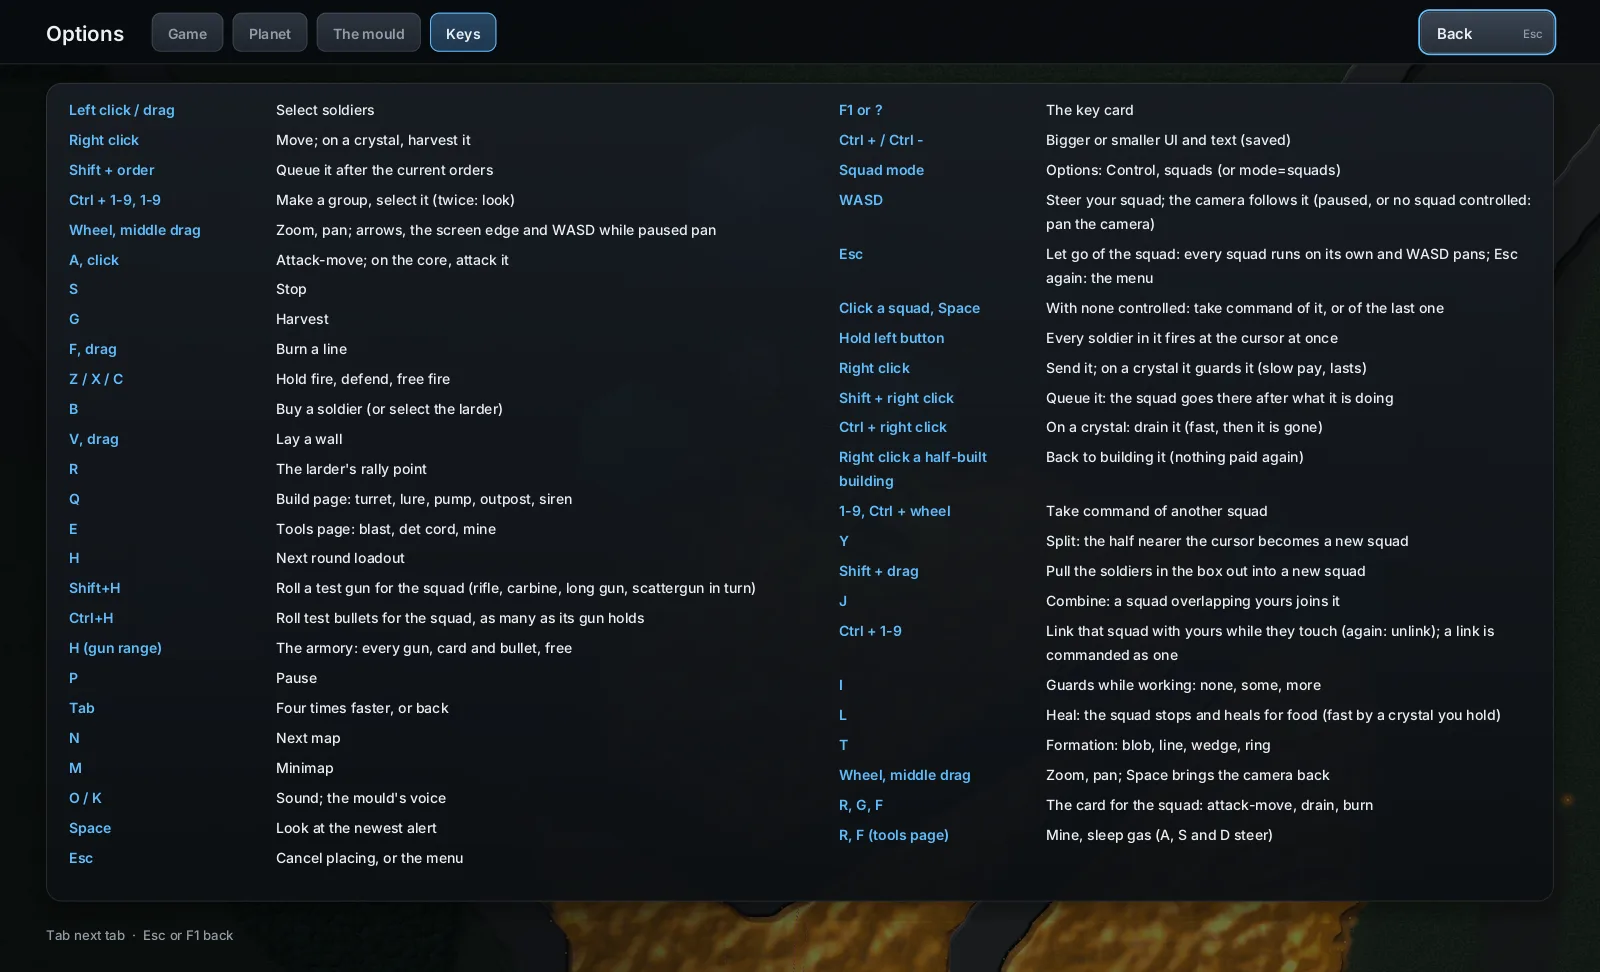 Options Game Planet The mould Keys Back Esc
Left click / drag Select soldiers
Right click Move; on a crystal, harvest it
Shift + order Queue it after the current orders
Ctrl + 1-9, 1-9 Make a group, select it (twice: look)
Wheel, middle drag Zoom, pan; arrows, the screen edge and WASD while paused pan
A, click Attack-move; on the core, attack it
S Stop
G Harvest
F, drag Burn a line
Z / X / C Hold fire, defend, free fire
B Buy a soldier (or select the larder)
V, drag Lay a wall
R The larder's rally point
Q Build page: turret, lure, pump, outpost, siren
E Tools page: blast, det cord, mine
H Next round loadout
Shift+H Roll a test gun for the squad (rifle, carbine, long gun, scattergun in turn)
Ctrl+H Roll test bullets for the squad, as many as its gun holds
H (gun range) The armory: every gun, card and bullet, free
P Pause
Tab Four times faster, or back
N Next map
M Minimap
O / K Sound; the mould's voice
Space Look at the newest alert
Esc Cancel placing, or the menu
F1 or ? The key card
Ctrl + / Ctrl - Bigger or smaller UI and text (saved)
Squad mode Options: Control, squads (or mode=squads)
WASD Steer your squad; the camera follows it (paused, or no squad controlled:
pan the camera)
Esc Let go of the squad: every squad runs on its own and WASD pans; Esc
again: the menu
Click a squad, Space With none controlled: take command of it, or of the last one
Hold left button Every soldier in it fires at the cursor at once
Right click Send it; on a crystal it guards it (slow pay, lasts)
Shift + right click Queue it: the squad goes there after what it is doing
Ctrl + right click On a crystal: drain it (fast, then it is gone)
Right click a half-built Back to building it (nothing paid again)
building
1-9, Ctrl + wheel Take command of another squad
Y Split: the half nearer the cursor becomes a new squad
Shift + drag Pull the soldiers in the box out into a new squad
J Combine: a squad overlapping yours joins it
Ctrl + 1-9 Link that squad with yours while they touch (again: unlink); a link is
commanded as one
I Guards while working: none, some, more
L Heal: the squad stops and heals for food (fast by a crystal you hold)
T Formation: blob, line, wedge, ring
Wheel, middle drag Zoom, pan; Space brings the camera back
R, G, F The card for the squad: attack-move, drain, burn
R, F (tools page) Mine, sleep gas (A, S and D steer)
Tab next tab · Esc or F1 back